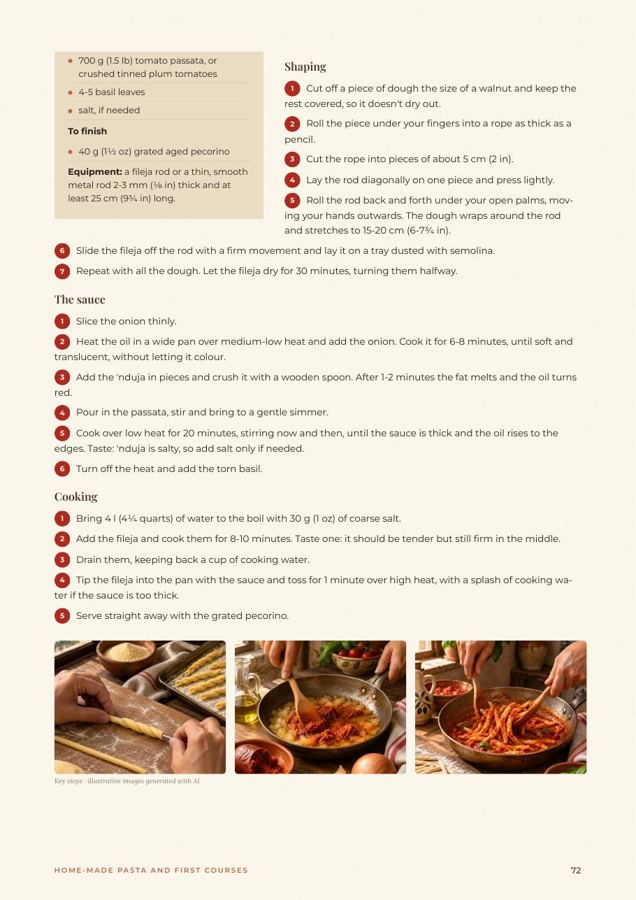 700 g (1.5 lb) tomato passata, or
crushed tinned plum tomatoes
4-5 basil leaves
salt, if needed
To finish
40 g (1½ oz) grated aged pecorino
Equipment: a fileja rod or a thin, smooth
metal rod 2-3 mm (⅛ in) thick and at
least 25 cm (9¾ in) long.
Shaping
1 Cut off a piece of dough the size of a walnut and keep the
rest covered, so it doesn't dry out.
2 Roll the piece under your fingers into a rope as thick as a
pencil.
3 Cut the rope into pieces of about 5 cm (2 in).
4 Lay the rod diagonally on one piece and press lightly.
5 Roll the rod back and forth under your open palms, mov-
ing your hands outwards. The dough wraps around the rod
and stretches to 15-20 cm (6-7¾ in).
6 Slide the fileja off the rod with a firm movement and lay it on a tray dusted with semolina.
7 Repeat with all the dough. Let the fileja dry for 30 minutes, turning them halfway.
The sauce
1 Slice the onion thinly.
2 Heat the oil in a wide pan over medium-low heat and add the onion. Cook it for 6-8 minutes, until soft and
translucent, without letting it colour.
3 Add the 'nduja in pieces and crush it with a wooden spoon. After 1-2 minutes the fat melts and the oil turns
red.
4 Pour in the passata, stir and bring to a gentle simmer.
5 Cook over low heat for 20 minutes, stirring now and then, until the sauce is thick and the oil rises to the
edges. Taste: 'nduja is salty, so add salt only if needed.
6 Turn off the heat and add the torn basil.
Cooking
1 Bring 4 l (4¼ quarts) of water to the boil with 30 g (1 oz) of coarse salt.
2 Add the fileja and cook them for 8-10 minutes. Taste one: it should be tender but still firm in the middle.
3 Drain them, keeping back a cup of cooking water.
4 Tip the fileja into the pan with the sauce and toss for 1 minute over high heat, with a splash of cooking wa-
ter if the sauce is too thick.
5 Serve straight away with the grated pecorino.
Key steps · illustrative images generated with AI
HOME-MADE PASTA AND FIRST COURSES
72